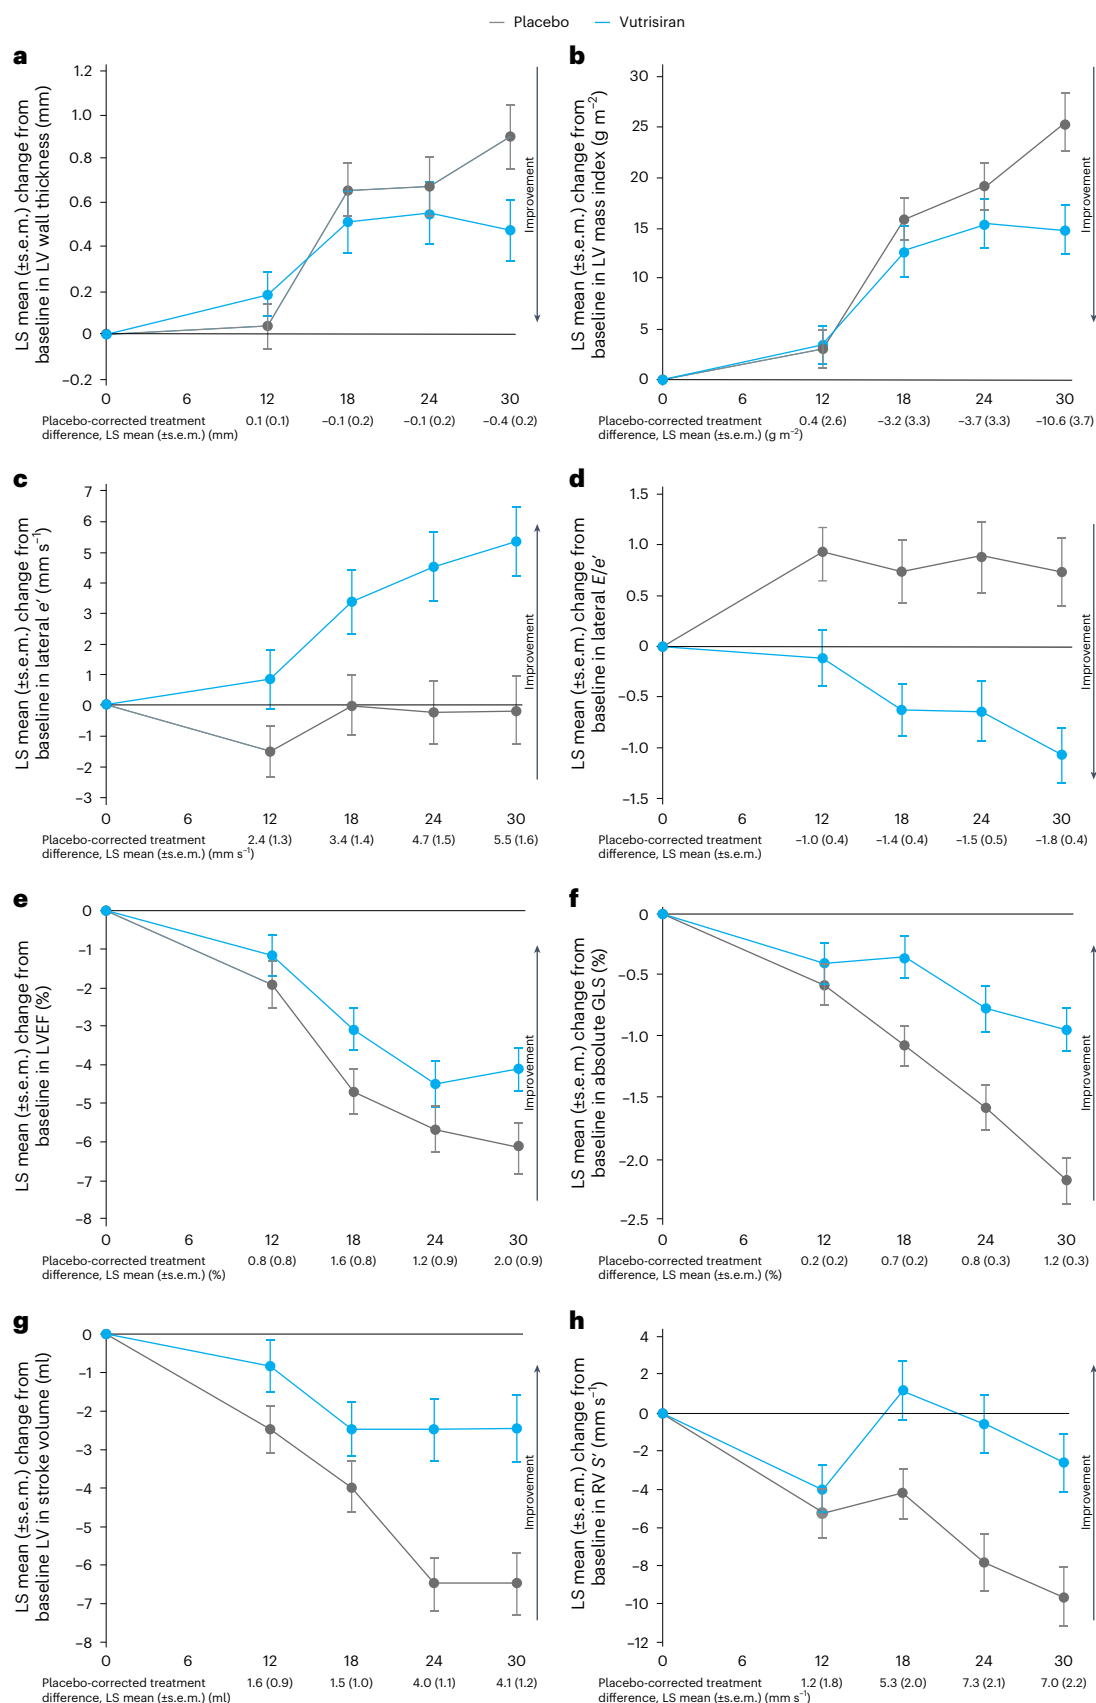 Placebo
Vutrisiran
a
LS mean (±s.e.m.) change from
baseline in LV wall thickness (mm)
1.2
1.0
0.8
0.6
0.4
0.2
0
−0.2
Improvement
0 6 12 18 24 30
Placebo-corrected treatment
difference, LS mean (±s.e.m.) (mm)
0.1 (0.1) −0.1 (0.2) −0.1 (0.2) −0.4 (0.2)
b
LS mean (±s.e.m.) change from
baseline in LV mass index (g m⁻²)
30
25
20
15
10
5
0
Improvement
0 6 12 18 24 30
Placebo-corrected treatment
difference, LS mean (±s.e.m.) (g m⁻²)
0.4 (2.6) −3.2 (3.3) −3.7 (3.3) −10.6 (3.7)
c
LS mean (±s.e.m.) change from
baseline in lateral e′ (mm s⁻¹)
7
6
5
4
3
2
1
0
−1
−2
−3
Improvement
0 6 12 18 24 30
Placebo-corrected treatment
difference, LS mean (±s.e.m.) (mm s⁻¹)
2.4 (1.3) 3.4 (1.4) 4.7 (1.5) 5.5 (1.6)
d
LS mean (±s.e.m.) change from
baseline in lateral E/e′
1.5
1.0
0.5
0
−0.5
−1.0
−1.5
Improvement
0 6 12 18 24 30
Placebo-corrected treatment
difference, LS mean (±s.e.m.)
−1.0 (0.4) −1.4 (0.4) −1.5 (0.5) −1.8 (0.4)
e
LS mean (±s.e.m.) change from
baseline in LVEF (%)
0
−1
−2
−3
−4
−5
−6
−7
−8
Improvement
0 6 12 18 24 30
Placebo-corrected treatment
difference, LS mean (±s.e.m.) (%)
0.8 (0.8) 1.6 (0.8) 1.2 (0.9) 2.0 (0.9)
f
LS mean (±s.e.m.) change from
baseline in absolute GLS (%)
0
−0.5
−1.0
−1.5
−2.0
−2.5
Improvement
0 6 12 18 24 30
Placebo-corrected treatment
difference, LS mean (±s.e.m.) (%)
0.2 (0.2) 0.7 (0.2) 0.8 (0.3) 1.2 (0.3)
g
LS mean (±s.e.m.) change from
baseline LV in stroke volume (ml)
0
−1
−2
−3
−4
−5
−6
−7
−8
Improvement
0 6 12 18 24 30
Placebo-corrected treatment
difference, LS mean (±s.e.m.) (ml)
1.6 (0.9) 1.5 (1.0) 4.0 (1.1) 4.1 (1.2)
h
LS mean (±s.e.m.) change from
baseline in RV S′ (mm s⁻¹)
4
2
0
−2
−4
−6
−8
−10
−12
Improvement
0 6 12 18 24 30
Placebo-corrected treatment
difference, LS mean (±s.e.m.) (mm s⁻¹)
1.2 (1.8) 5.3 (2.0) 7.3 (2.1) 7.0 (2.2)